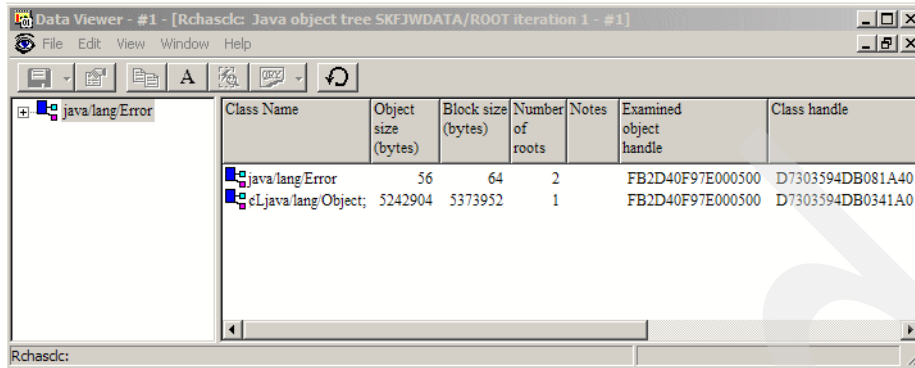 Data Viewer - #1 - [Rchasclc: Java object tree SKFJWDATA/ROOT iteration 1 - #1]
File Edit View Window Help
java/lang/Error
Class Name Object size (bytes) Block size (bytes) Number of roots Notes Examined object handle Class handle
java/lang/Error 56 64 2 FB2D40F97E000500 D7303594DB081A40
¢Ljava/lang/Object; 5242904 5373952 1 FB2D40F97E000500 D7303594DB0341A0
Rchasclc: